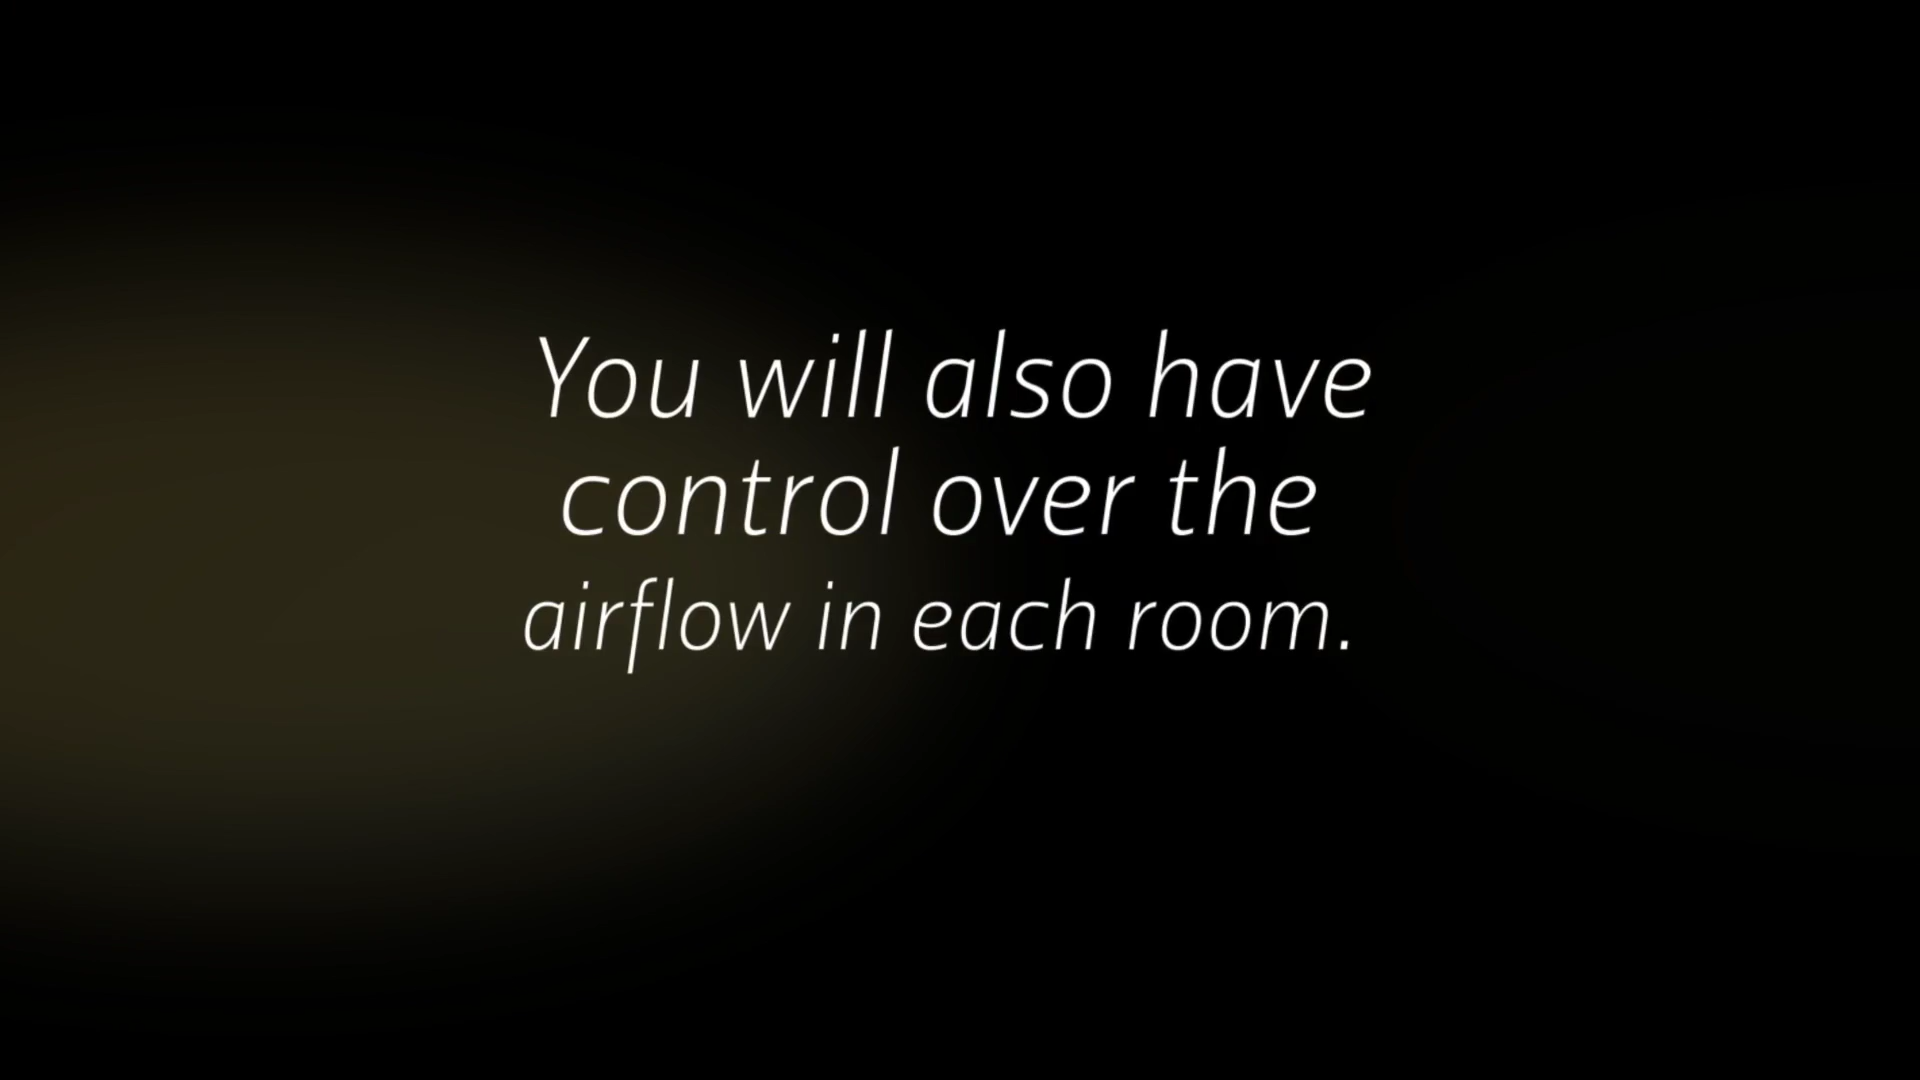 You will also have
control over the
airflow in each room.